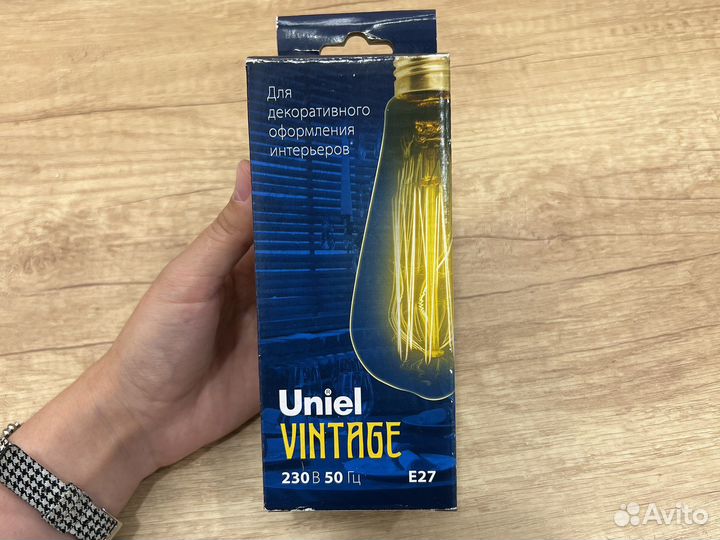 Для
декоративного
оформления
интерьеров
Uniel®
VINTAGE
230 В 50 Гц
E27
Avito